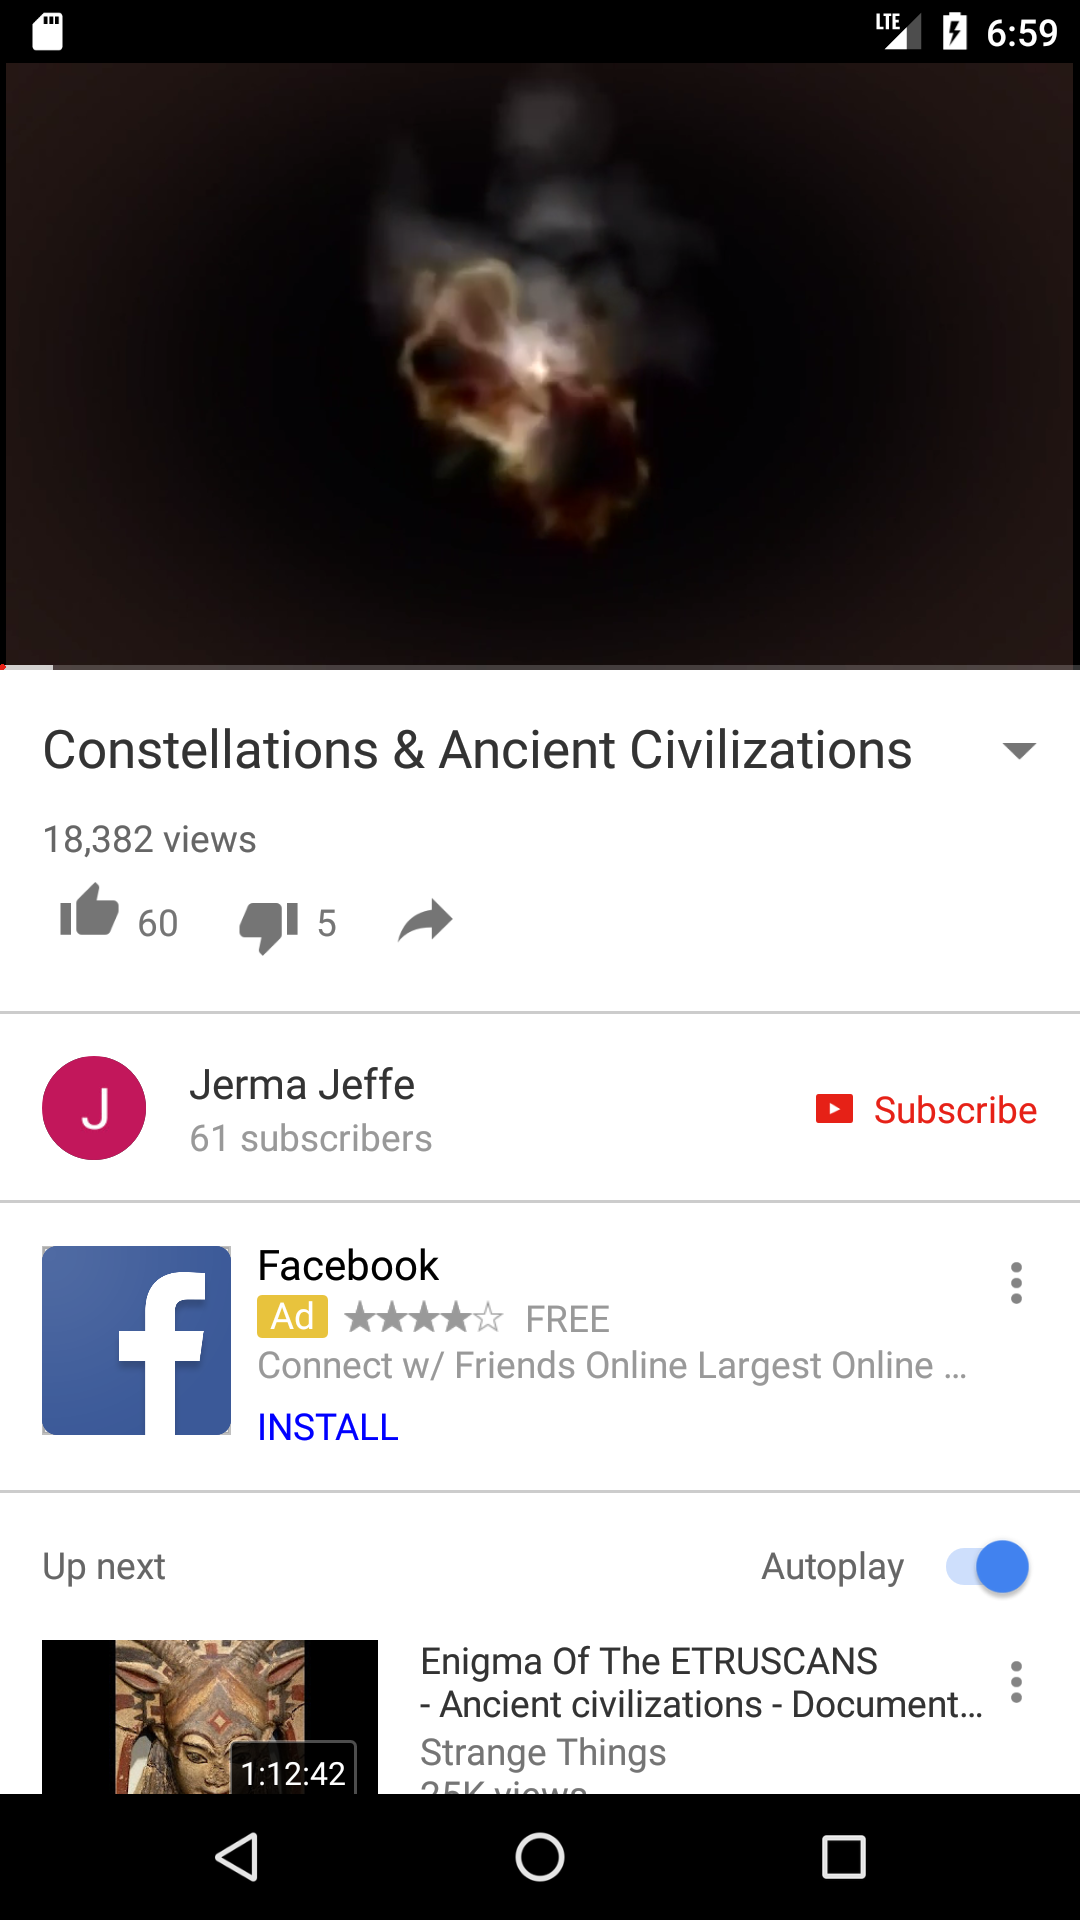 LTE 6:59
Constellations & Ancient Civilizations
18,382 views
60 5
J
Jerma Jeffe
61 subscribers
Subscribe
Facebook
Ad FREE
Connect w/ Friends Online Largest Online ...
INSTALL
Up next Autoplay
Enigma Of The ETRUSCANS
- Ancient civilizations - Document...
Strange Things
25K views
1:12:42